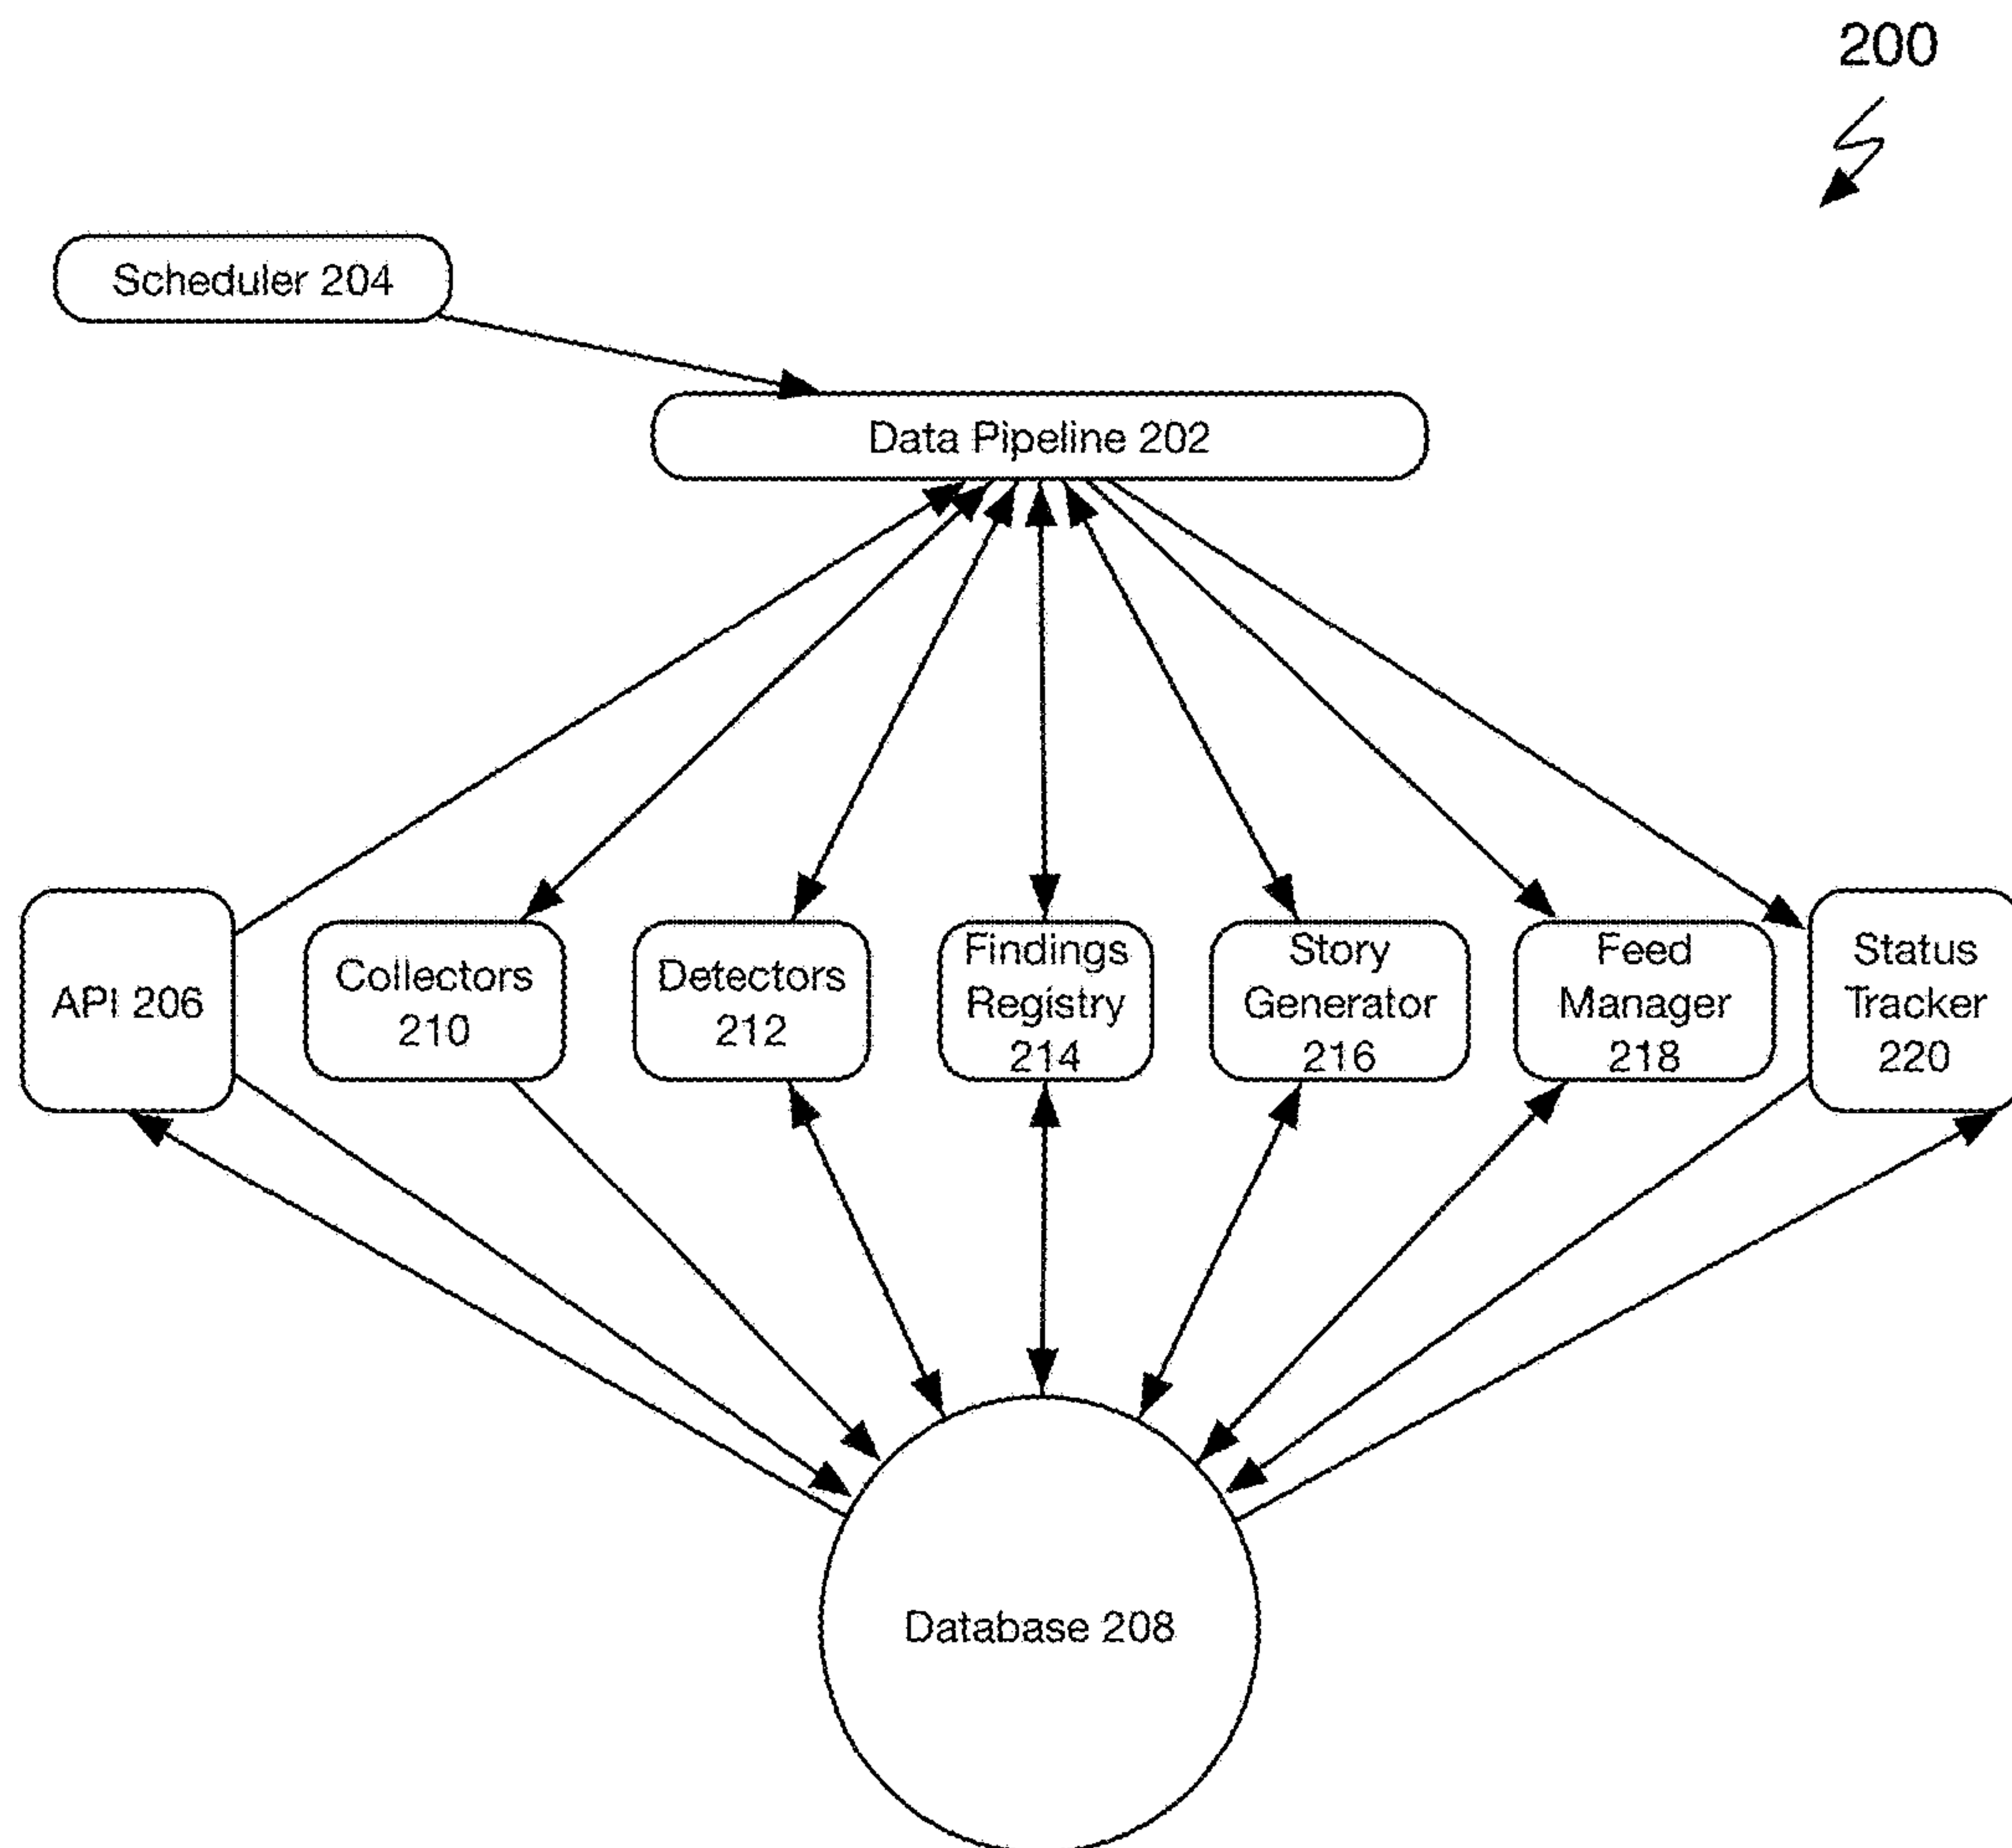 200
Scheduler 204
Data Pipeline 202
API 206
Collectors
210
Detectors
212
Findings
Registry
214
Story
Generator
216
Feed
Manager
218
Status
Tracker
220
Database 208